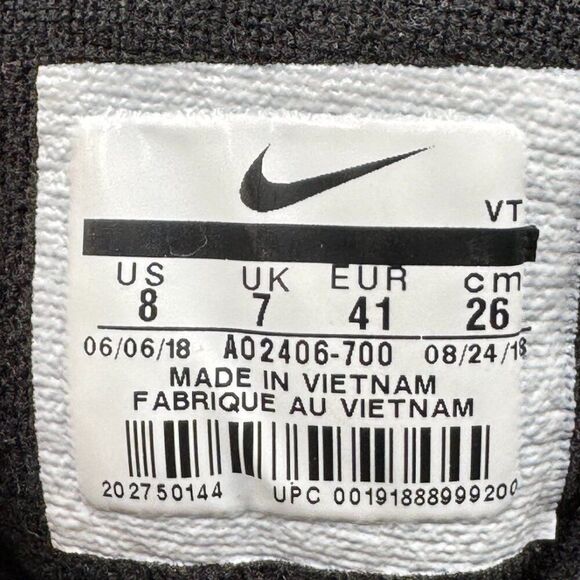 VT
US UK EUR cm
8 7 41 26
06/06/18 AO2406-700 08/24/18
MADE IN VIETNAM
FABRIQUE AU VIETNAM
202750144 UPC 00191888999200